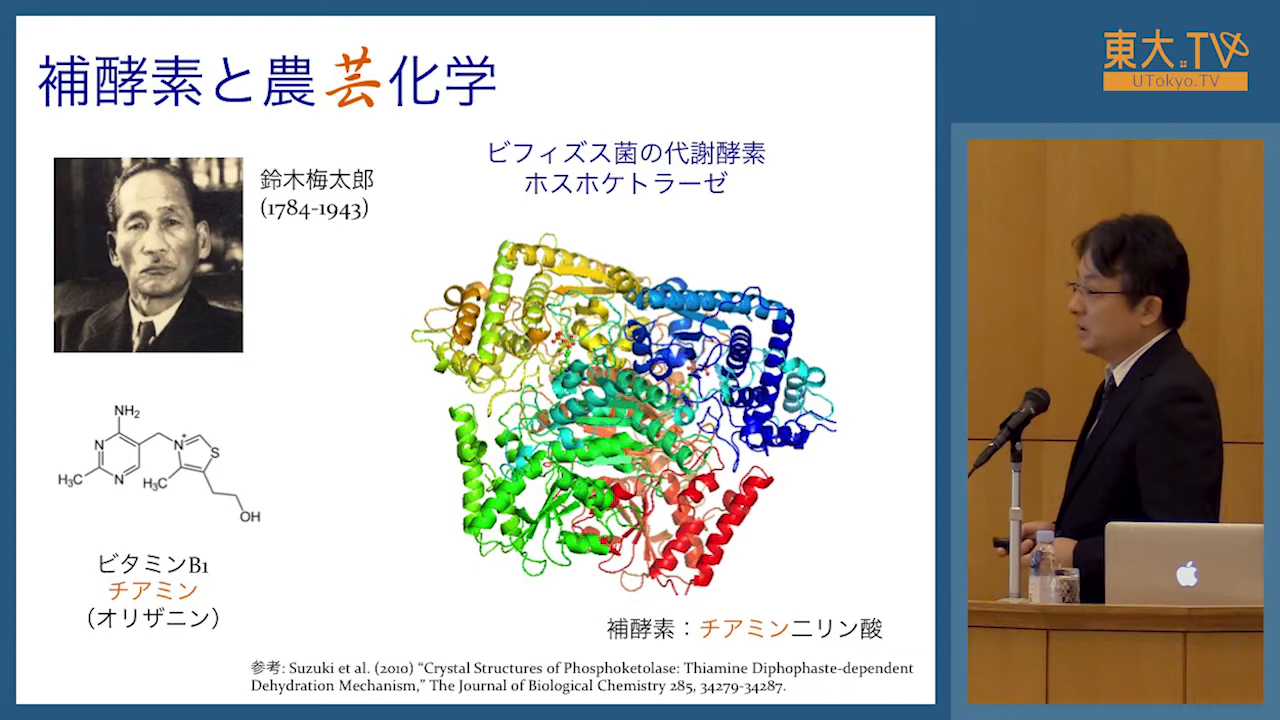 補酵素と農芸化学
鈴木梅太郎
(1784-1943)
ビフィズス菌の代謝酵素
ホスホケトラーゼ
NH2
N
N
H3C
N+
S
H3C
OH
ビタミンB1
チアミン
（オリザニン）
補酵素：チアミン二リン酸
参考: Suzuki et al. (2010) “Crystal Structures of Phosphoketolase: Thiamine Diphophaste-dependent
Dehydration Mechanism,” The Journal of Biological Chemistry 285, 34279-34287.
東大.TV
UTokyo.TV